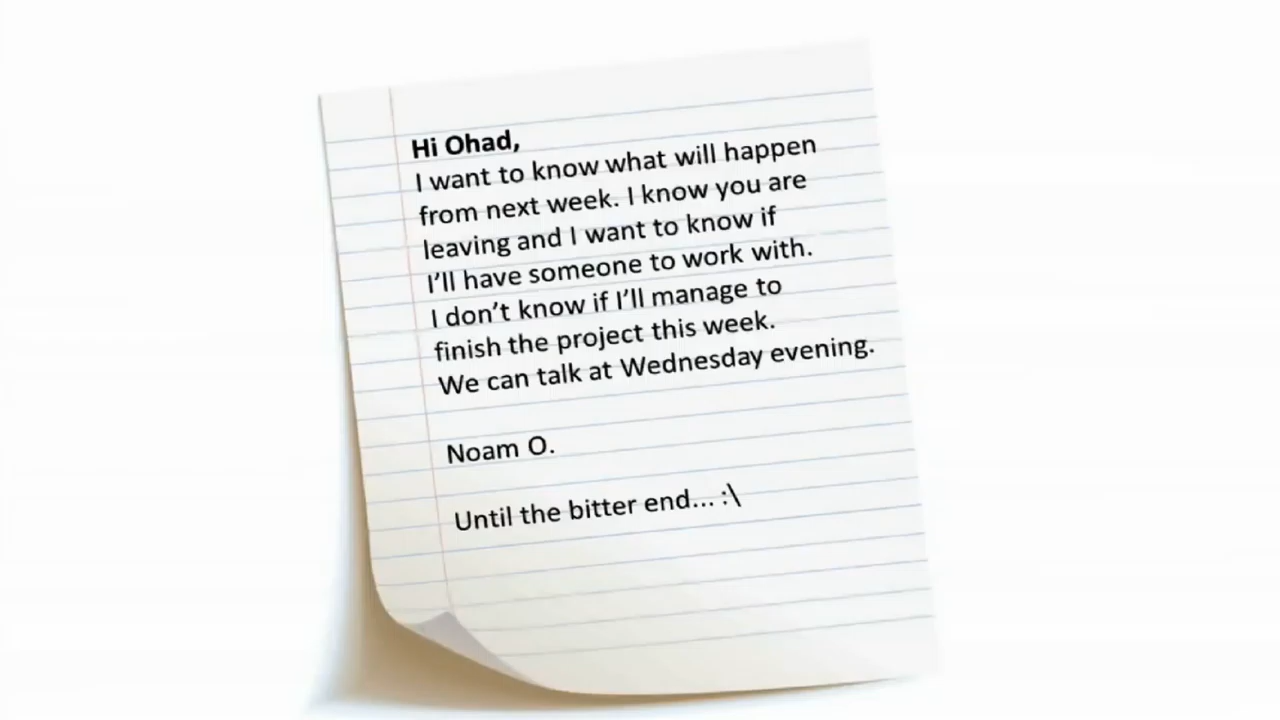 Hi Ohad,
I want to know what will happen
from next week. I know you are
leaving and I want to know if
I’ll have someone to work with.
I don’t know if I’ll manage to
finish the project this week.
We can talk at Wednesday evening.
Noam O.
Until the bitter end... :\